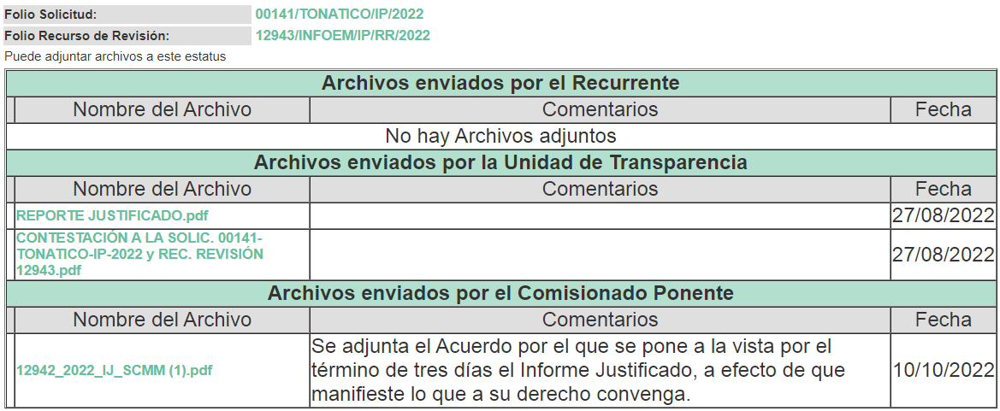 Folio Solicitud: 00141/TONATICO/IP/2022
Folio Recurso de Revisión: 12943/INFOEM/IP/RR/2022
Puede adjuntar archivos a este estatus
Archivos enviados por el Recurrente
Nombre del Archivo Comentarios Fecha
No hay Archivos adjuntos
Archivos enviados por la Unidad de Transparencia
Nombre del Archivo Comentarios Fecha
REPORTE JUSTIFICADO.pdf 27/08/2022
CONTESTACIÓN A LA SOLIC. 00141-
TONATICO-IP-2022 y REC. REVISIÓN
12943.pdf
27/08/2022
Archivos enviados por el Comisionado Ponente
Nombre del Archivo Comentarios Fecha
12942_2022_IJ_SCMM (1).pdf
Se adjunta el Acuerdo por el que se pone a la vista por el
término de tres días el Informe Justificado, a efecto de que
manifieste lo que a su derecho convenga.
10/10/2022